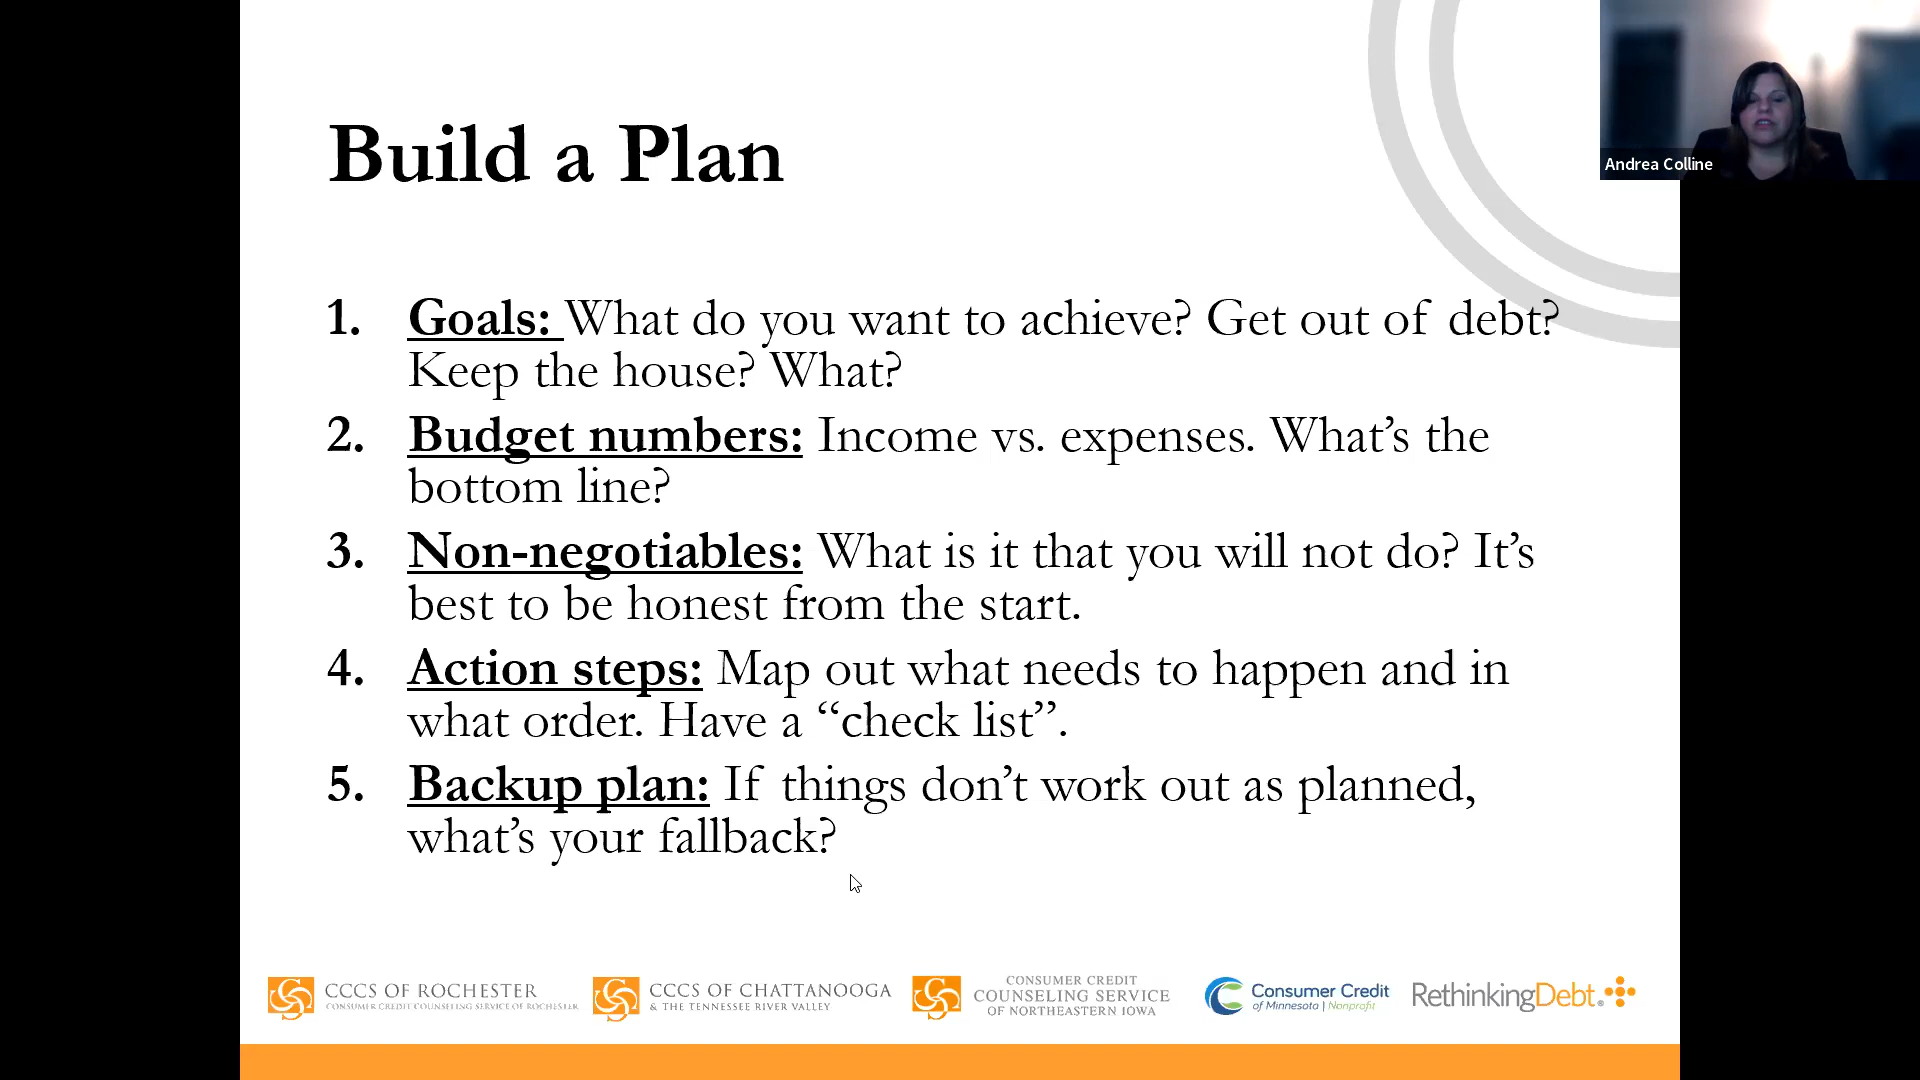 Andrea Colline
Build a Plan
1. Goals: What do you want to achieve? Get out of debt?
Keep the house? What?
2. Budget numbers: Income vs. expenses. What’s the
bottom line?
3. Non-negotiables: What is it that you will not do? It’s
best to be honest from the start.
4. Action steps: Map out what needs to happen and in
what order. Have a “check list”.
5. Backup plan: If things don’t work out as planned,
what’s your fallback?
CCCS OF ROCHESTER
CONSUMER CREDIT COUNSELING SERVICE OF ROCHESTER
CCCS OF CHATTANOOGA
& THE TENNESSEE RIVER VALLEY
CONSUMER CREDIT
COUNSELING SERVICE
OF NORTHEASTERN IOWA
Consumer Credit
of Minnesota | Nonprofit
RethinkingDebt.®